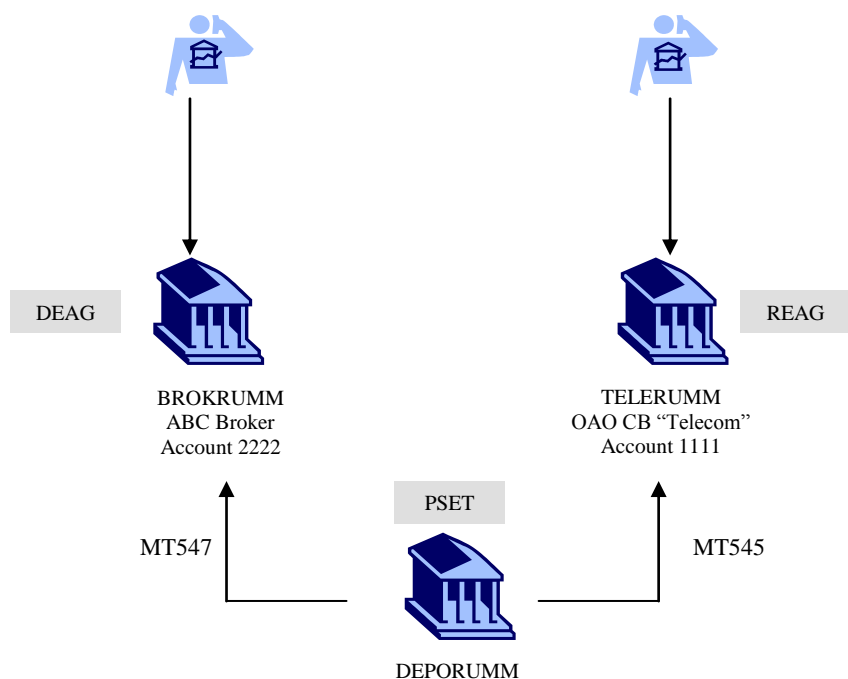 DEAG
REAG
BROKRUMM
ABC Broker
Account 2222
TELERUMM
OAO CB “Telecom”
Account 1111
PSET
MT547
MT545
DEPORUMM